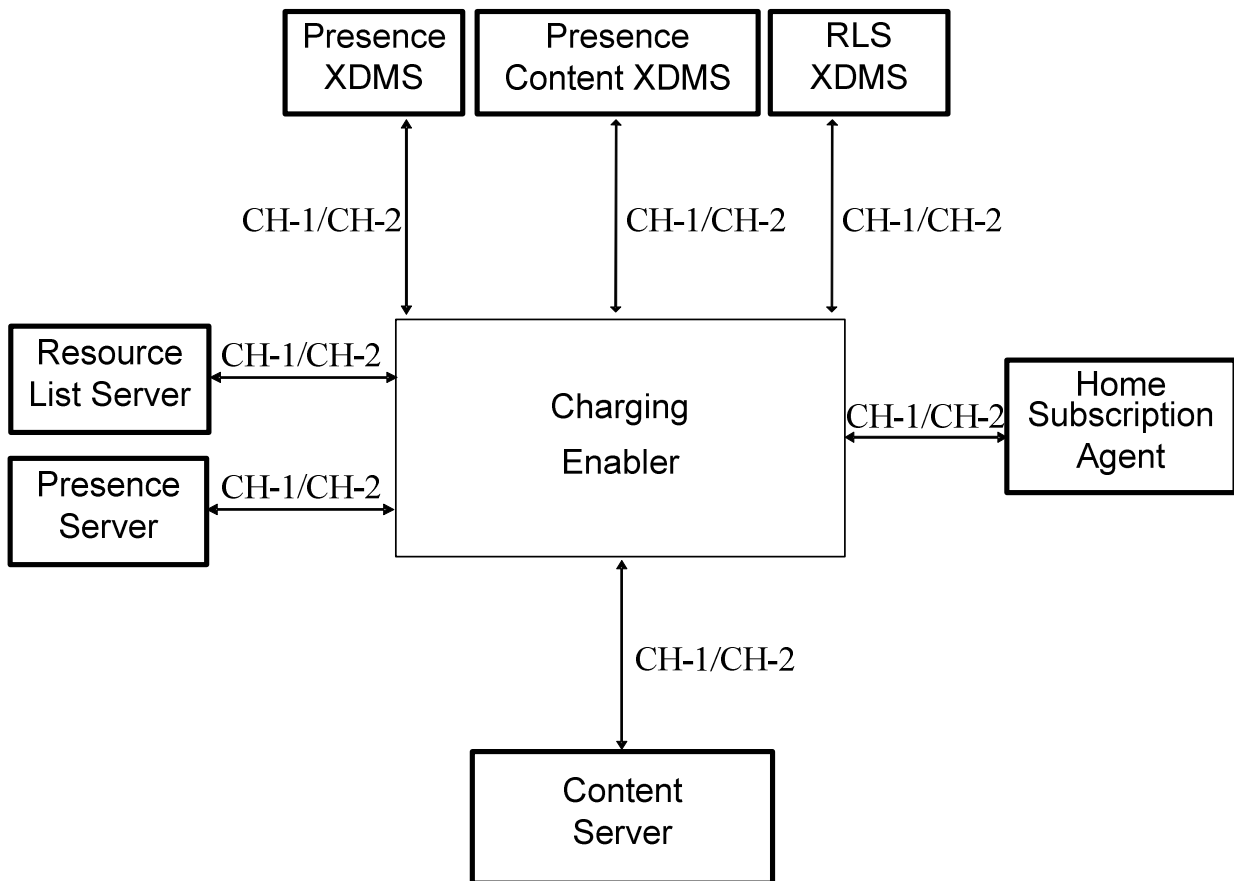 Presence
XDMS
Presence
Content XDMS
RLS
XDMS
CH-1/CH-2
CH-1/CH-2
CH-1/CH-2
Resource
List Server
CH-1/CH-2
Presence
Server
CH-1/CH-2
Charging
Enabler
CH-1/CH-2
Home
Subscription
Agent
CH-1/CH-2
Content
Server